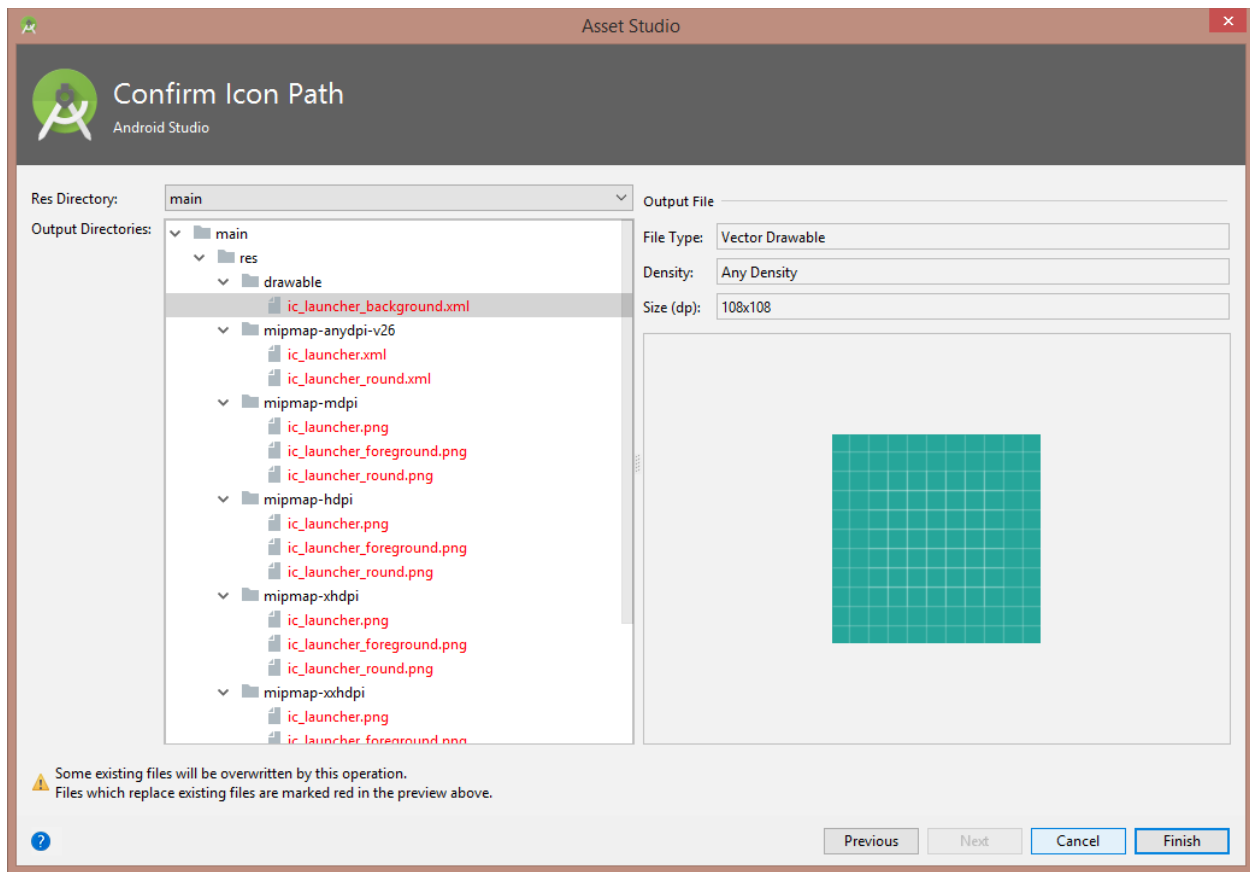 Asset Studio
Confirm Icon Path
Android Studio
Res Directory:
main
Output Directories:
main
res
drawable
ic_launcher_background.xml
mipmap-anydpi-v26
ic_launcher.xml
ic_launcher_round.xml
mipmap-mdpi
ic_launcher.png
ic_launcher_foreground.png
ic_launcher_round.png
mipmap-hdpi
ic_launcher.png
ic_launcher_foreground.png
ic_launcher_round.png
mipmap-xhdpi
ic_launcher.png
ic_launcher_foreground.png
ic_launcher_round.png
mipmap-xxhdpi
ic_launcher.png
ic_launcher_foreground.png
Output File
File Type: Vector Drawable
Density: Any Density
Size (dp): 108x108
Some existing files will be overwritten by this operation.
Files which replace existing files are marked red in the preview above.
Previous
Next
Cancel
Finish